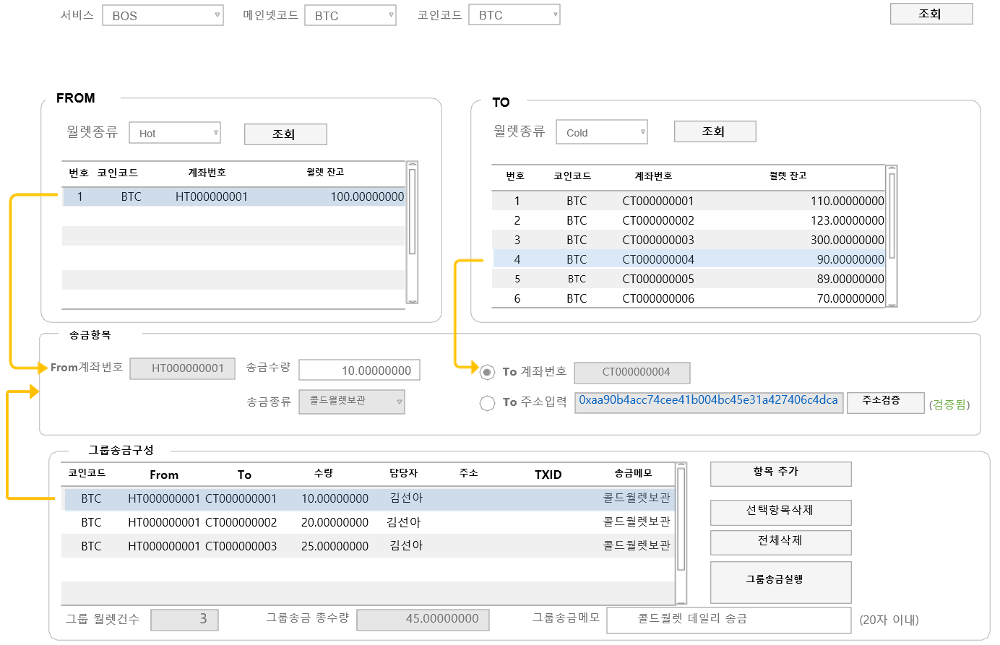 서비스 BOS 메인넷코드 BTC 코인코드 BTC 조회
FROM
월렛종류 Hot 조회
번호 코인코드 계좌번호 월렛 잔고
1 BTC HT000000001 100.00000000
TO
월렛종류 Cold 조회
번호 코인코드 계좌번호 월렛 잔고
1 BTC CT000000001 110.00000000
2 BTC CT000000002 123.00000000
3 BTC CT000000003 300.00000000
4 BTC CT000000004 90.00000000
5 BTC CT000000005 89.00000000
6 BTC CT000000006 70.00000000
송금항목
From계좌번호 HT000000001 송금수량 10.00000000 To 계좌번호 CT000000004
송금종류 콜드월렛보관 To 주소입력 0xaa90b4acc74cee41b004bc45e31a427406c4dca 주소검증 (검증됨)
그룹송금구성
코인코드 From To 수량 담당자 주소 TXID 송금메모
BTC HT000000001 CT000000001 10.00000000 김선아 콜드월렛보관
BTC HT000000001 CT000000002 20.00000000 김선아 콜드월렛보관
BTC HT000000001 CT000000003 25.00000000 김선아 콜드월렛보관
항목 추가
선택항목삭제
전체삭제
그룹송금실행
그룹 월렛건수 3 그룹송금 총수량 45.00000000 그룹송금메모 콜드월렛 데일리 송금 (20자 이내)